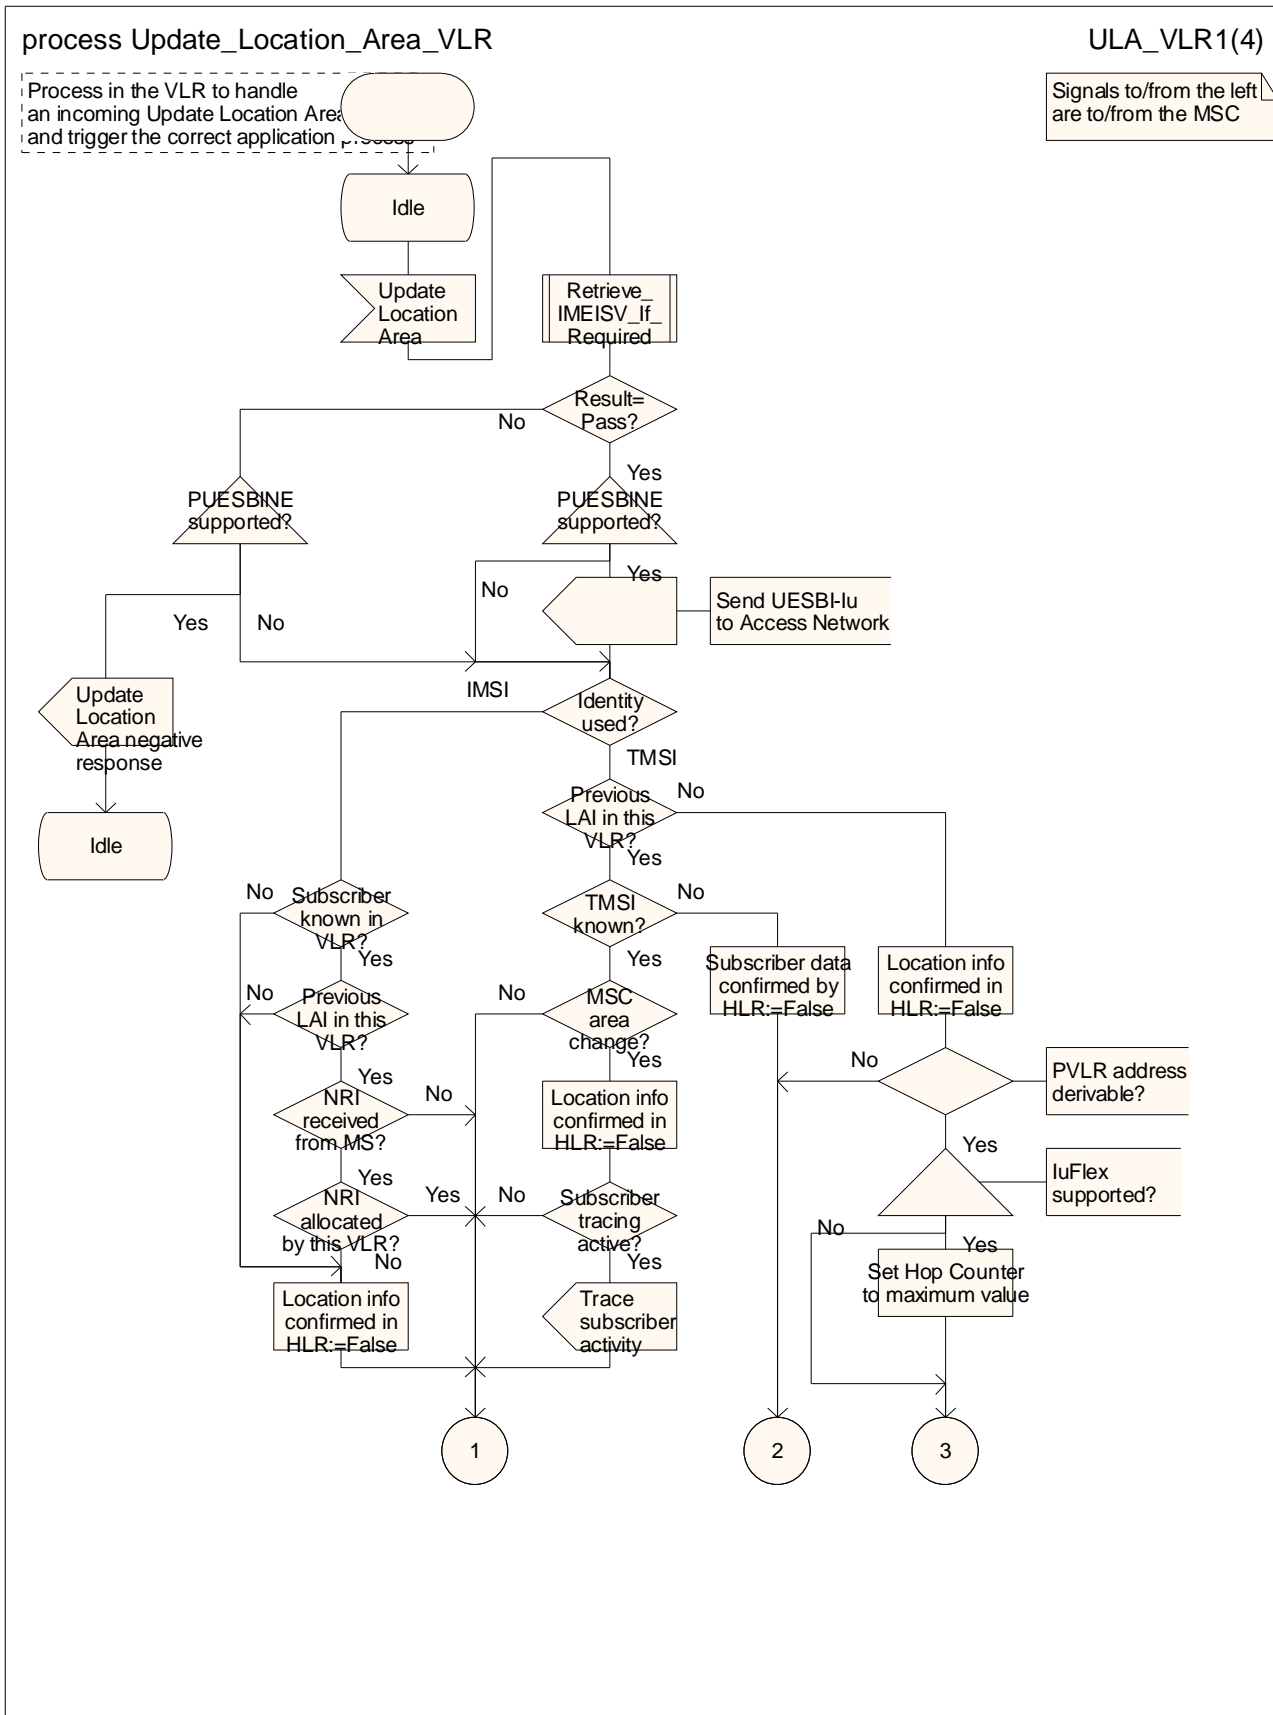 process Update_Location_Area_VLR
ULA_VLR1(4)
Process in the VLR to handle
an incoming Update Location Area
and trigger the correct application process
Signals to/from the left
are to/from the MSC
Idle
Update
Location
Area
Retrieve_
IMEISV_If_
Required
Result=
Pass?
No
Yes
PUESBINE
supported?
PUESBINE
supported?
Yes
No
No
Yes
Send UESBI-Iu
to Access Network
Update
Location
Area negative
response
Idle
IMSI
Identity
used?
TMSI
Previous
LAI in this
VLR?
No
Yes
No
Subscriber
known in
VLR?
Yes
TMSI
known?
No
Yes
Subscriber data
confirmed by
HLR:=False
Location info
confirmed in
HLR:=False
No
Previous
LAI in this
VLR?
Yes
No
MSC
area
change?
Yes
No
PVLR address
derivable?
Yes
NRI
received
from MS?
No
Yes
Location info
confirmed in
HLR:=False
IuFlex
supported?
No
Yes
NRI
allocated
by this VLR?
Yes
No
No
Subscriber
tracing
active?
Yes
Set Hop Counter
to maximum value
Location info
confirmed in
HLR:=False
Trace
subscriber
activity
1
2
3